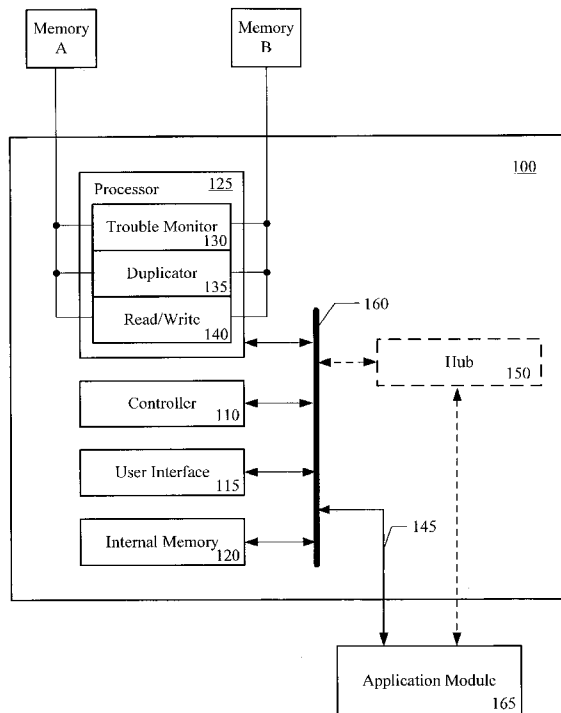 Memory
A
Memory
B
100
Processor
125
Trouble Monitor
130
Duplicator
135
Read/Write
140
160
Hub
150
Controller
110
User Interface
115
Internal Memory
120
145
Application Module
165